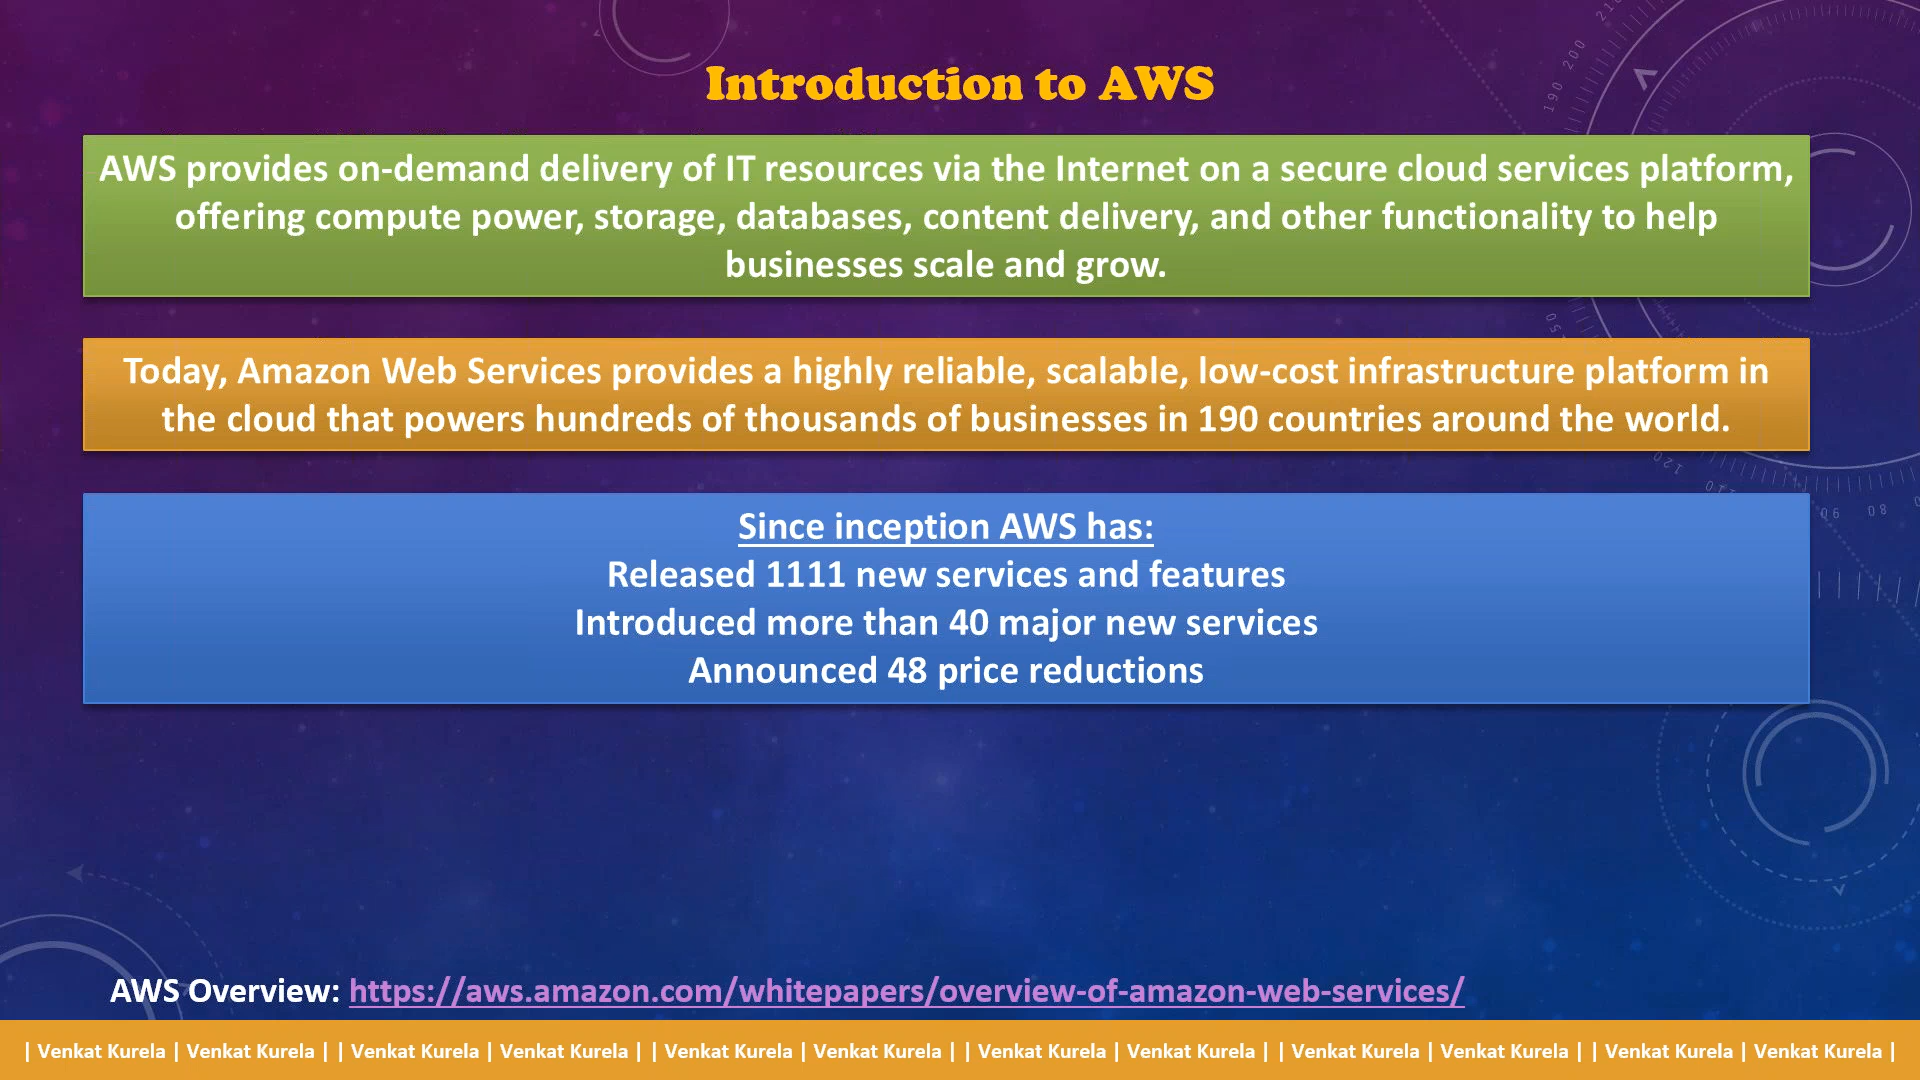 Introduction to AWS
AWS provides on-demand delivery of IT resources via the Internet on a secure cloud services platform,
offering compute power, storage, databases, content delivery, and other functionality to help
businesses scale and grow.
Today, Amazon Web Services provides a highly reliable, scalable, low-cost infrastructure platform in
the cloud that powers hundreds of thousands of businesses in 190 countries around the world.
Since inception AWS has:
Released 1111 new services and features
Introduced more than 40 major new services
Announced 48 price reductions
AWS Overview: https://aws.amazon.com/whitepapers/overview-of-amazon-web-services/
| Venkat Kurela | Venkat Kurela | | Venkat Kurela | Venkat Kurela | | Venkat Kurela | Venkat Kurela | | Venkat Kurela | Venkat Kurela | | Venkat Kurela | Venkat Kurela | | Venkat Kurela | Venkat Kurela |
210
200
190
120
90
80